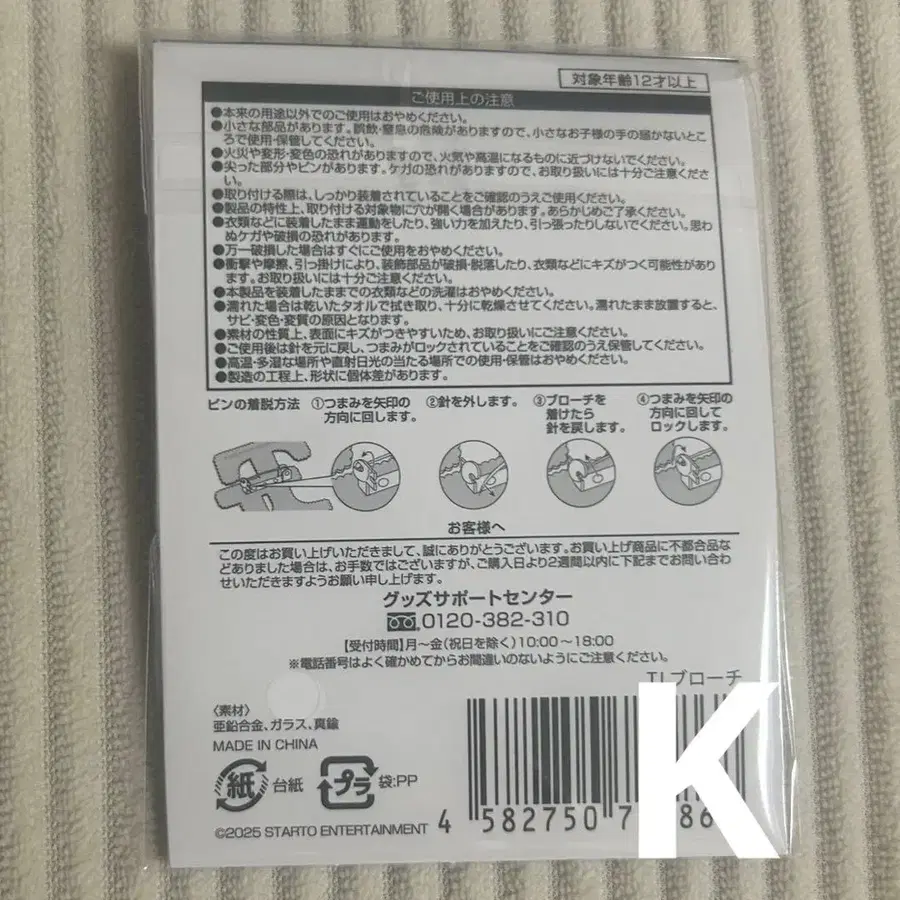 対象年齢12才以上
ご使用上の注意
●本来の用途以外でのご使用はおやめください。
●小さな部品があります。誤飲・窒息の危険がありますので、小さなお子様の手の届かないとこ
ろで使用・保管してください。
●火災や変形・変色の恐れがありますので、火気や高温になるものに近づけないでください。
●尖った部分やピンがあります。ケガの恐れがありますので、お取り扱いには十分ご注意くださ
い。
●取り付ける際は、しっかり装着されていることをご確認のうえご使用ください。
●製品の特性上、取り付ける対象物に穴が開く場合があります。あらかじめご了承ください。
●衣類などに装着したまま運動をしたり、強い力を加えたり、引っ張ったりしないでください。思わ
ぬケガや破損の恐れがあります。
●万一破損した場合はすぐにご使用をおやめください。
●衝撃や摩擦、引っ掛けにより、装飾部品が破損・脱落したり、衣類などにキズがつく可能性があり
ます。お取り扱いには十分ご注意ください。
●本製品を装着したままでの衣類などの洗濯はおやめください。
●濡れた場合は乾いたタオルで拭き取り、十分に乾燥させてください。濡れたまま放置すると、
サビ・変色・変質の原因となります。
●素材の性質上、表面にキズがつきやすいため、お取り扱いにご注意ください。
●ご使用後は針を元に戻し、つまみがロックされていることをご確認のうえ保管してください。
●高温・多湿な場所や直射日光の当たる場所での使用・保管はおやめください。
●製造の工程上、形状に個体差があります。
ピンの着脱方法
①つまみを矢印の
方向に回します。
②針を外します。
③ブローチを
着けたら
針を戻します。
④つまみを矢印の
方向に回して
ロックします。
お客様へ
この度はお買い上げいただきまして、誠にありがとうございます。お買い上げ商品に不都合品な
どありました場合は、お手数ではございますが、ご購入日より2週間以内に下記までお問い合わ
せいただきますようお願い申し上げます。
グッズサポートセンター
0120-382-310
【受付時間】月〜金(祝日を除く)10:00〜18:00
※電話番号はよく確かめてからお間違いのないようにご注意ください。
ブローチ
〈素材〉
亜鉛合金、ガラス、真鍮
MADE IN CHINA
紙 台紙 プラ 袋:PP
©2025 STARTO ENTERTAINMENT
4 582750 7 86
K